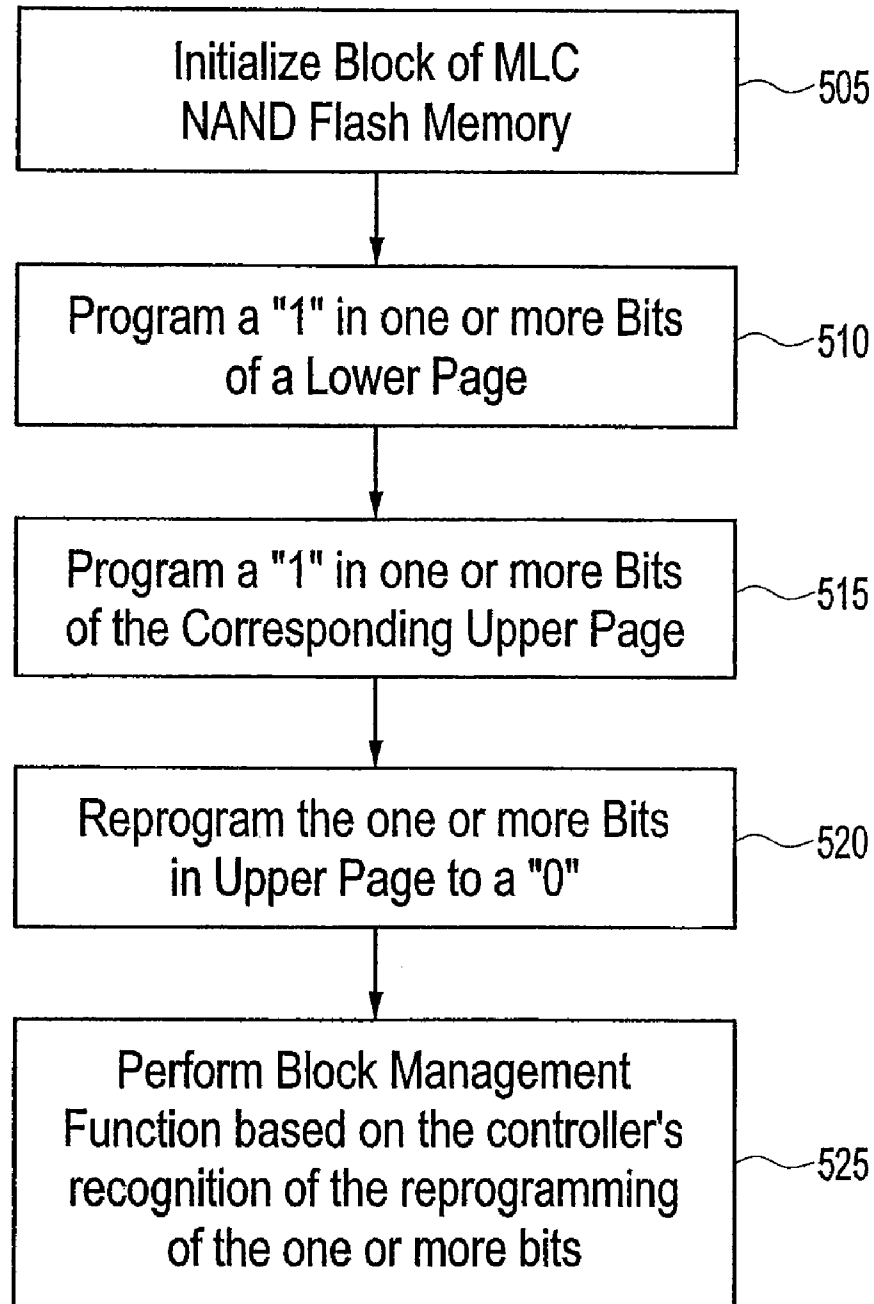 Initialize Block of MLC
NAND Flash Memory
505
Program a "1" in one or more Bits
of a Lower Page
510
Program a "1" in one or more Bits
of the Corresponding Upper Page
515
Reprogram the one or more Bits
in Upper Page to a "0"
520
Perform Block Management
Function based on the controller's
recognition of the reprogramming
of the one or more bits
525